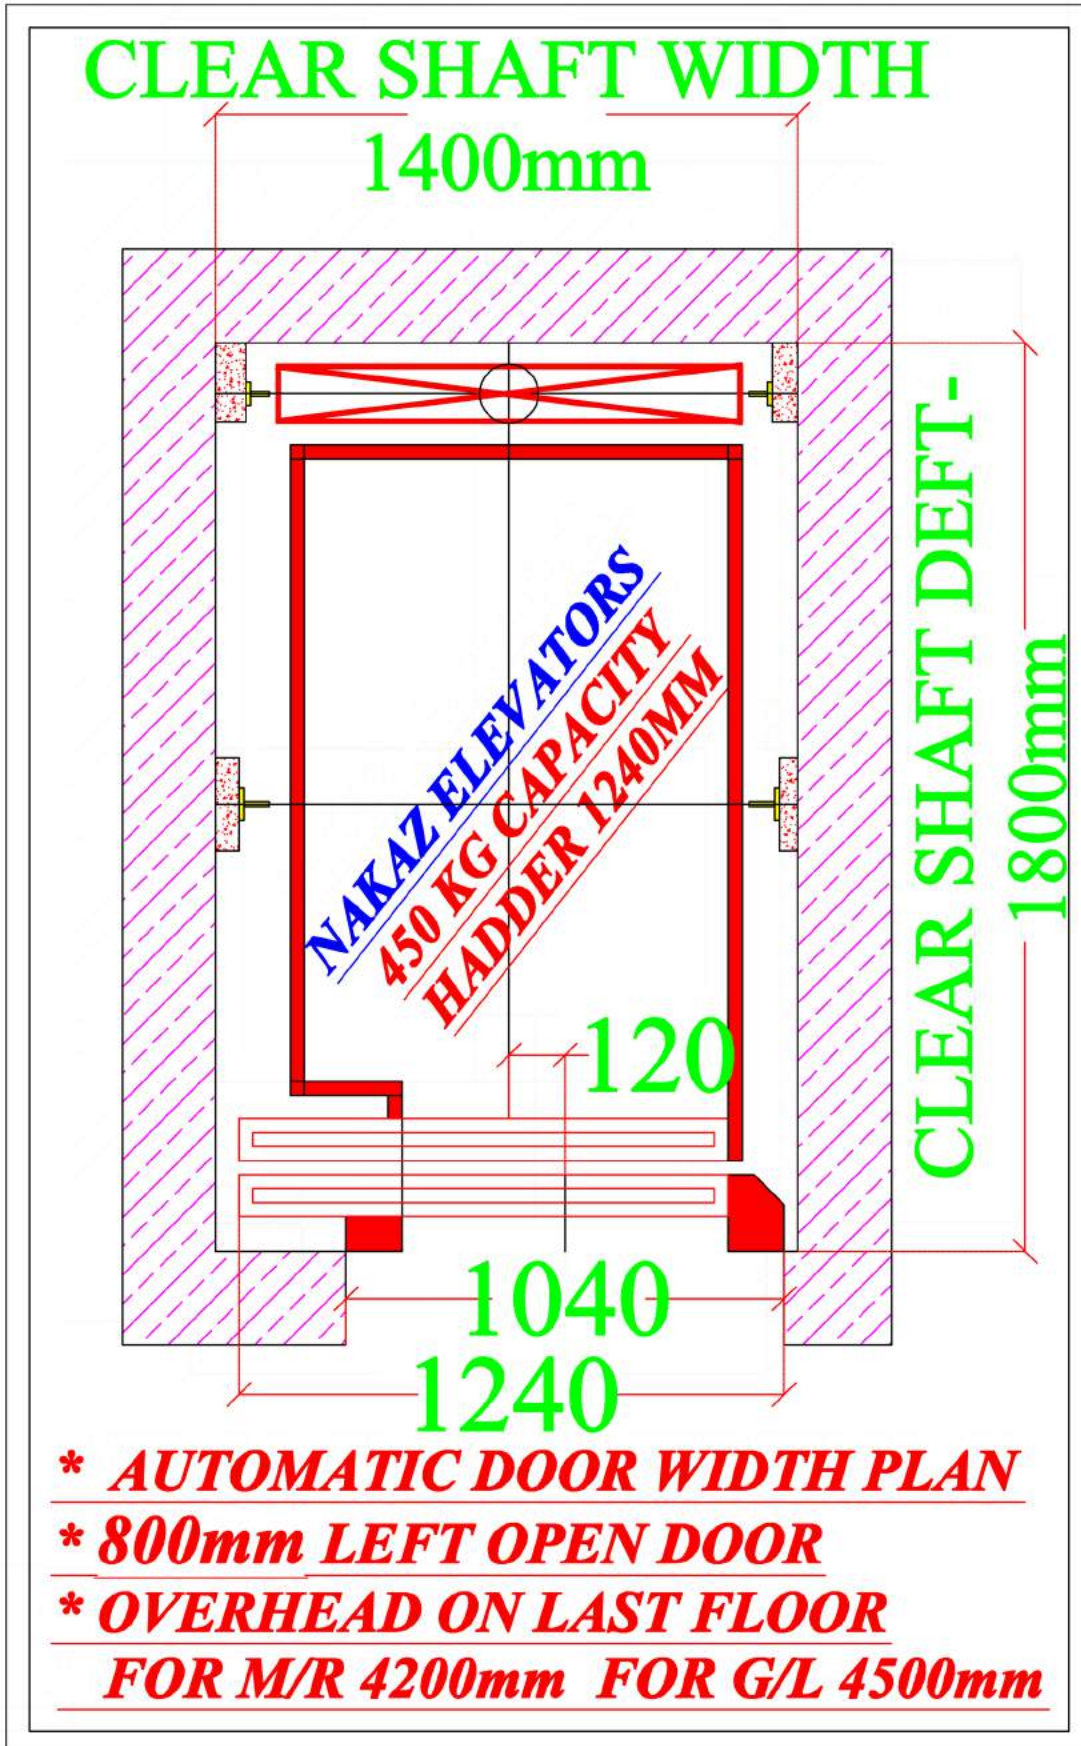 CLEAR SHAFT WIDTH
1400mm
CLEAR SHAFT DEFT-
1800mm
NAKAZ ELEVATORS
450 KG CAPACITY
HADDER 1240MM
120
1040
1240
* AUTOMATIC DOOR WIDTH PLAN
* 800mm LEFT OPEN DOOR
* OVERHEAD ON LAST FLOOR
FOR M/R 4200mm FOR G/L 4500mm